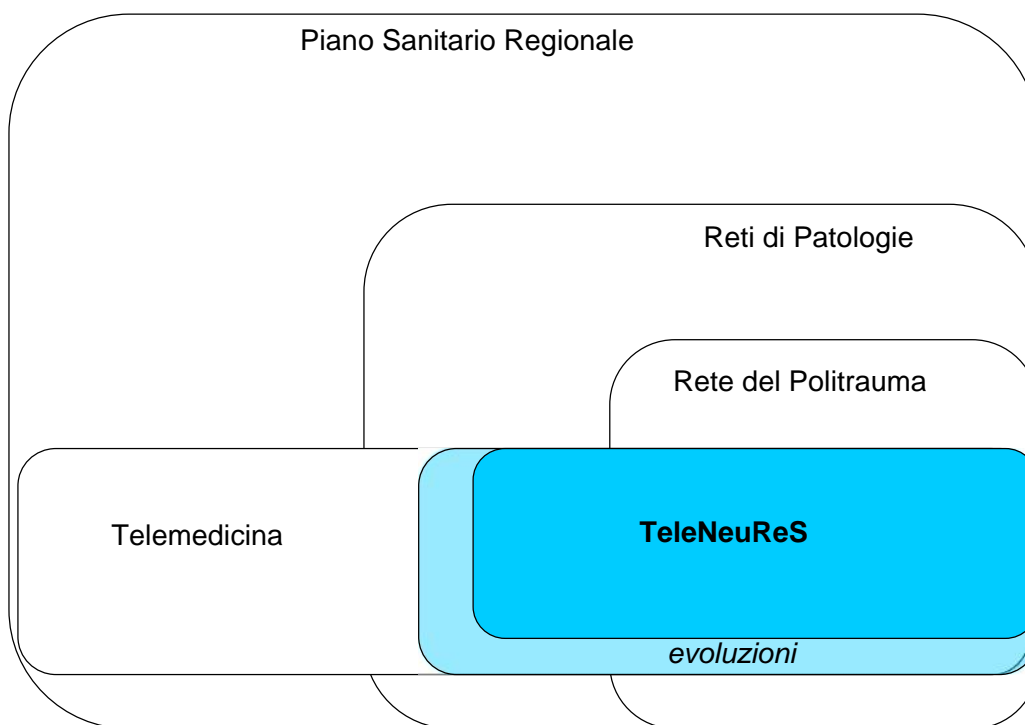 Piano Sanitario Regionale
Reti di Patologie
Rete del Politrauma
Telemedicina
TeleNeuReS
evoluzioni